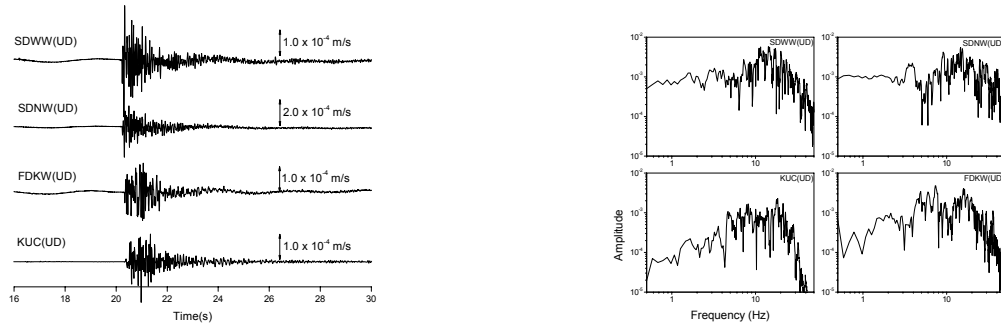 SDWW(UD)
1.0 x 10⁻⁴ m/s
SDNW(UD)
2.0 x 10⁻⁴ m/s
FDKW(UD)
1.0 x 10⁻⁴ m/s
KUC(UD)
1.0 x 10⁻⁴ m/s
16 18 20 22 24 26 28 30
Time(s)
Amplitude
10⁻²
10⁻³
10⁻⁴
10⁻⁵
SDWW(UD)
1 10
10⁻²
10⁻³
10⁻⁴
10⁻⁵
SDNW(UD)
1 10
10⁻²
10⁻³
10⁻⁴
10⁻⁵
KUC(UD)
1 10
10⁻²
10⁻³
10⁻⁴
10⁻⁵
FDKW(UD)
1 10
Frequency (Hz)